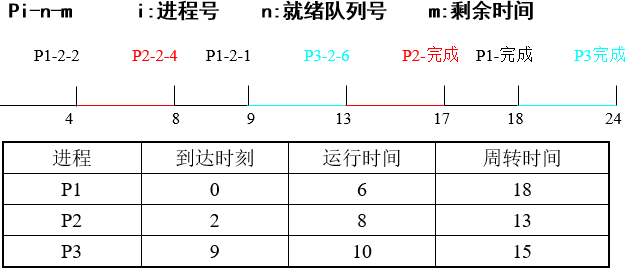 Pi-n-m i:进程号 n:就绪队列号 m:剩余时间
P1-2-2 P2-2-4 P1-2-1 P3-2-6 P2-完成 P1-完成 P3完成
4 8 9 13 17 18 24
进程 到达时刻 运行时间 周转时间
P1 0 6 18
P2 2 8 13
P3 9 10 15